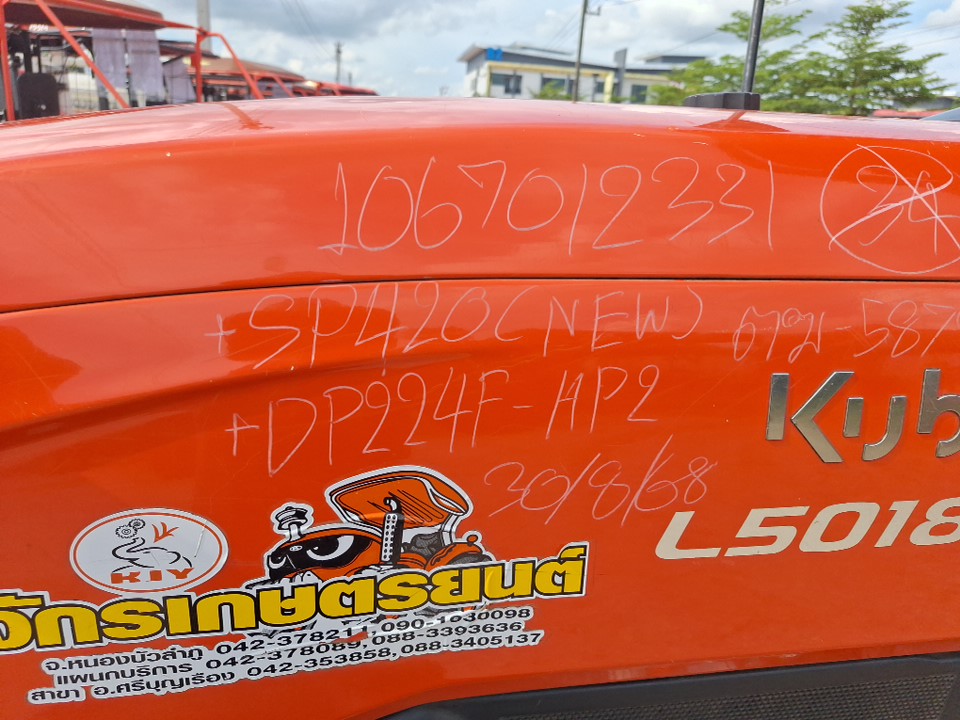 1067012331
+SP420(NEW)
+DP224F-AP2
30/8/68
Kub
L5018
KIY
จักรเกษตรยนต์
จ.หนองบัวลำภู 042-378211, 090-1030098
แผนกบริการ 042-378089, 088-3393636
สาขา อ.ศรีบุญเรือง 042-353858, 088-3405137